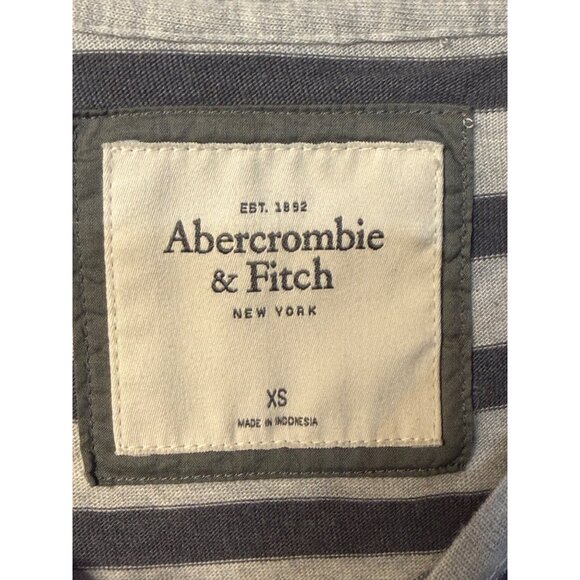 EST. 1892
Abercrombie
& Fitch
NEW YORK
XS
MADE IN INDONESIA